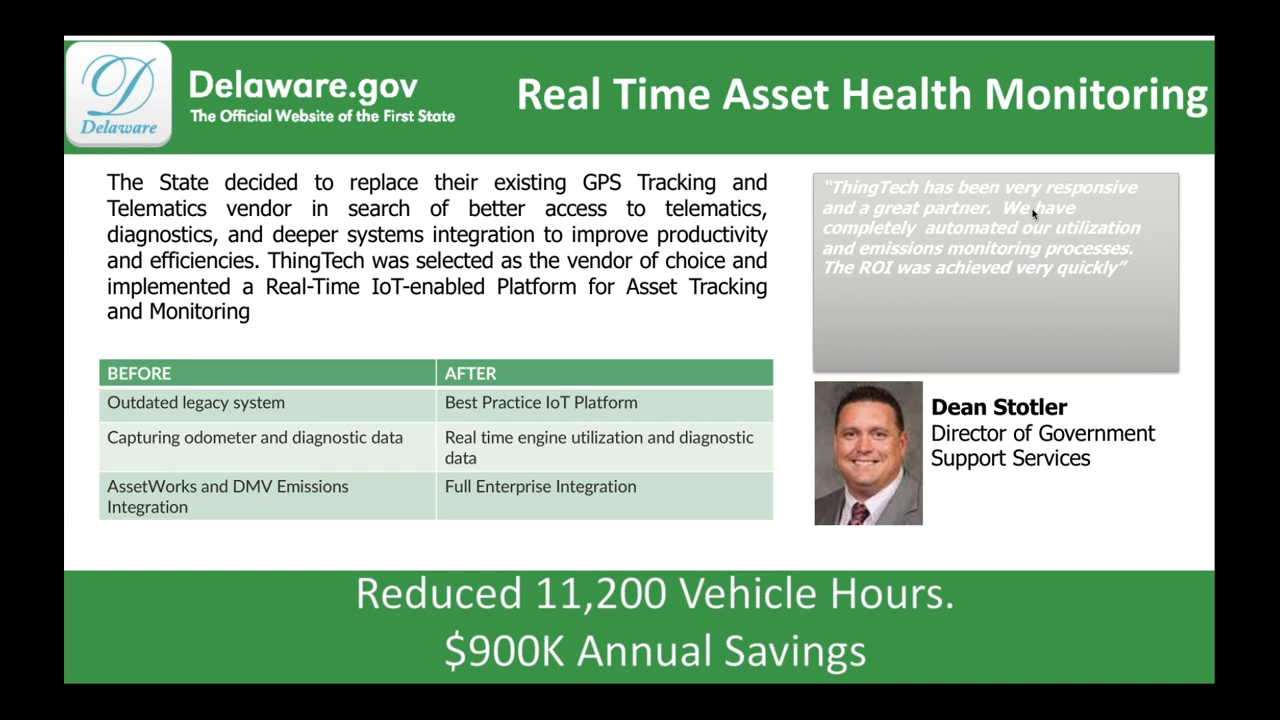 Delaware
Delaware.gov
The Official Website of the First State
Real Time Asset Health Monitoring
The State decided to replace their existing GPS Tracking and
Telematics vendor in search of better access to telematics,
diagnostics, and deeper systems integration to improve productivity
and efficiencies. ThingTech was selected as the vendor of choice and
implemented a Real-Time IoT-enabled Platform for Asset Tracking
and Monitoring
BEFORE
AFTER
Outdated legacy system
Best Practice IoT Platform
Capturing odometer and diagnostic data
Real time engine utilization and diagnostic
data
AssetWorks and DMV Emissions
Integration
Full Enterprise Integration
“ThingTech has been very responsive
and a great partner.  We have
completely  automated our utilization
and emissions monitoring processes.
The ROI was achieved very quickly”
Dean Stotler
Director of Government
Support Services
Reduced 11,200 Vehicle Hours.
$900K Annual Savings